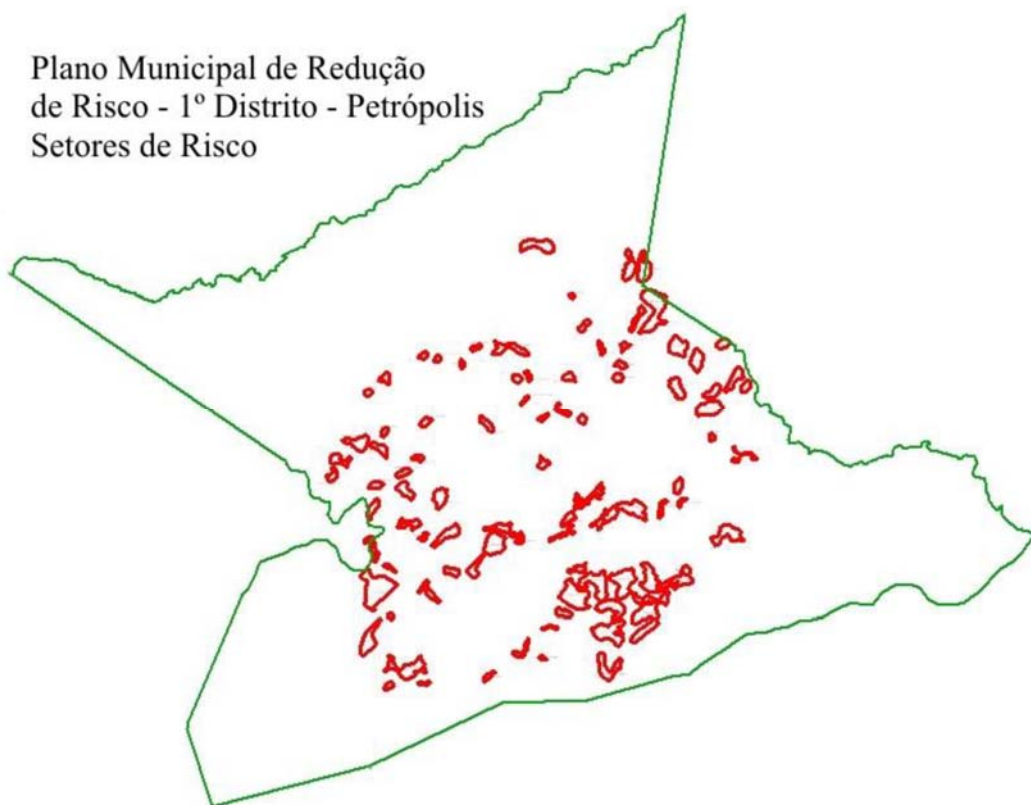 Plano Municipal de Redução
de Risco - 1º Distrito - Petrópolis
Setores de Risco